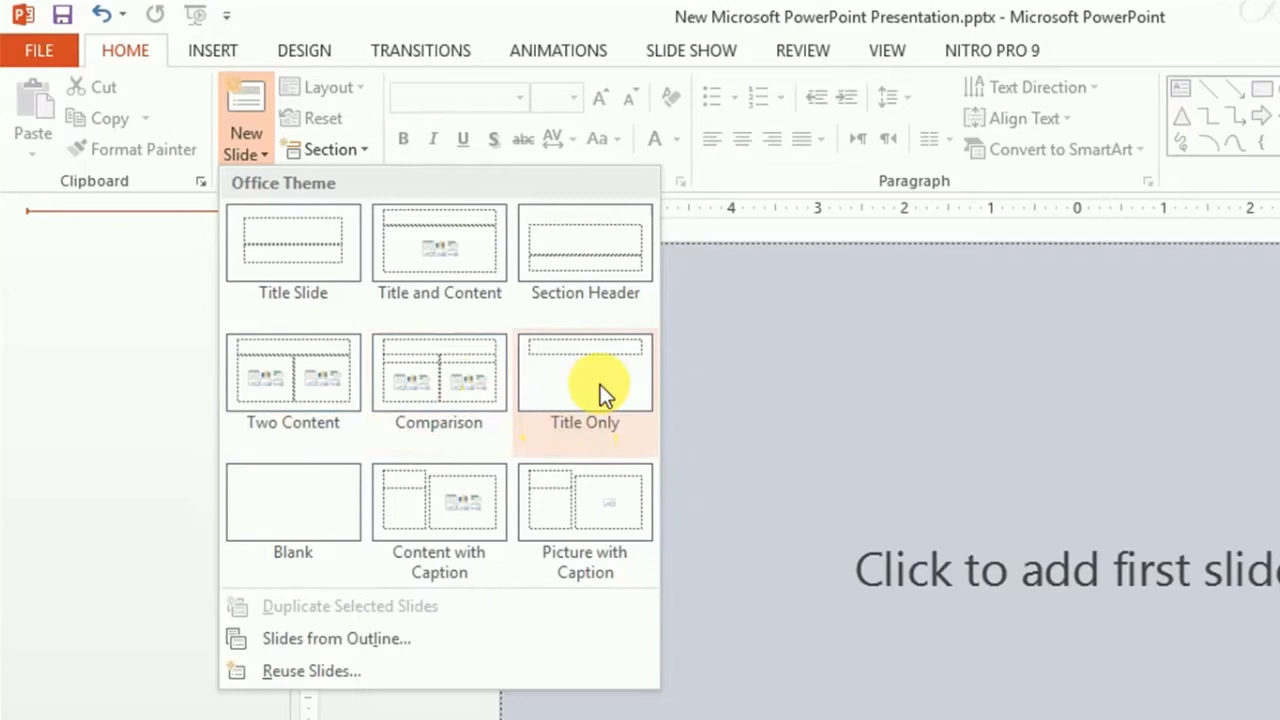 New Microsoft PowerPoint Presentation.pptx - Microsoft PowerPoint
FILE HOME INSERT DESIGN TRANSITIONS ANIMATIONS SLIDE SHOW REVIEW VIEW NITRO PRO 9
Paste
Cut
Copy
Format Painter
Clipboard
New
Slide
Layout
Reset
Section
B I U S abc AV Aa A
Text Direction
Align Text
Convert to SmartArt
Paragraph
4 3 2 1 0 1 2
Office Theme
Title Slide Title and Content Section Header
Two Content Comparison Title Only
Blank Content with Caption Picture with Caption
Duplicate Selected Slides
Slides from Outline...
Reuse Slides...
Click to add first slide